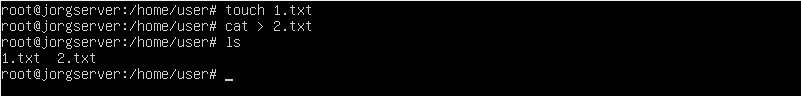 root@jorgserver:/home/user# touch 1.txt
root@jorgserver:/home/user# cat > 2.txt
root@jorgserver:/home/user# ls
1.txt  2.txt
root@jorgserver:/home/user# _